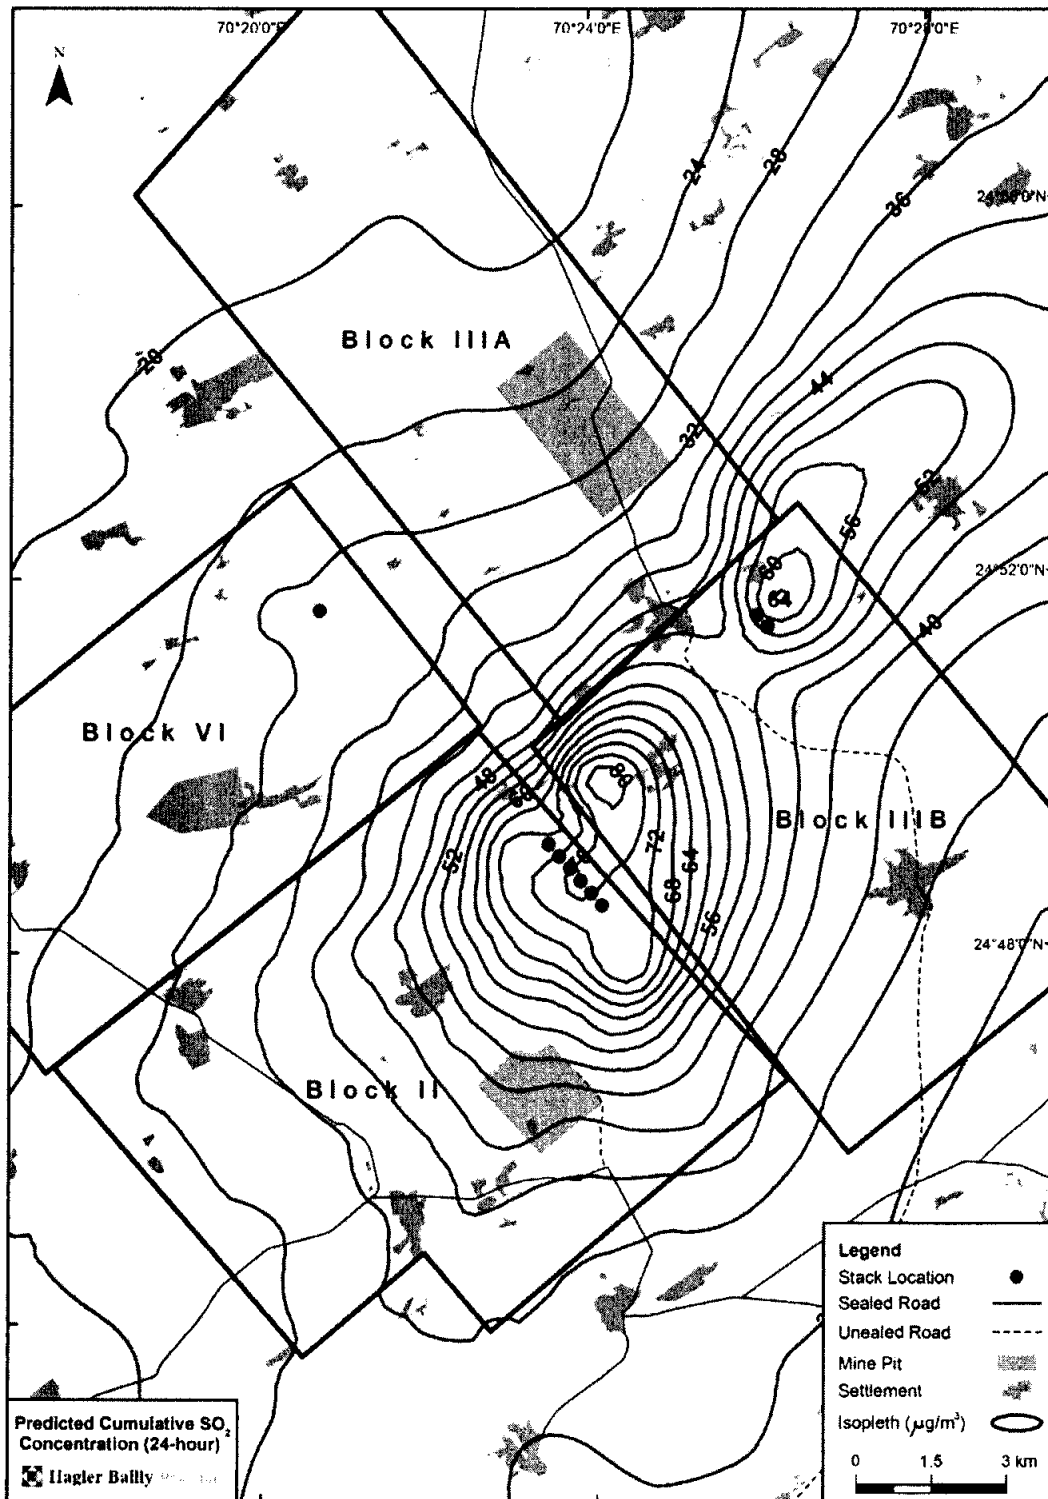 70°20'0"E
70°24'0"E
70°28'0"E
N
24
28
36
20
Block IIIA
44
32
52
56
60
64
24°52'0"N
40
Block VI
48
68
88
Block IIIB
52
72
64
68
56
24°48'0"N
Block II
Legend
Stack Location
Sealed Road
Unealed Road
Mine Pit
Settlement
Isopleth (µg/m³)
0 1.5 3 km
Predicted Cumulative SO₂
Concentration (24-hour)
Hagler Bailly